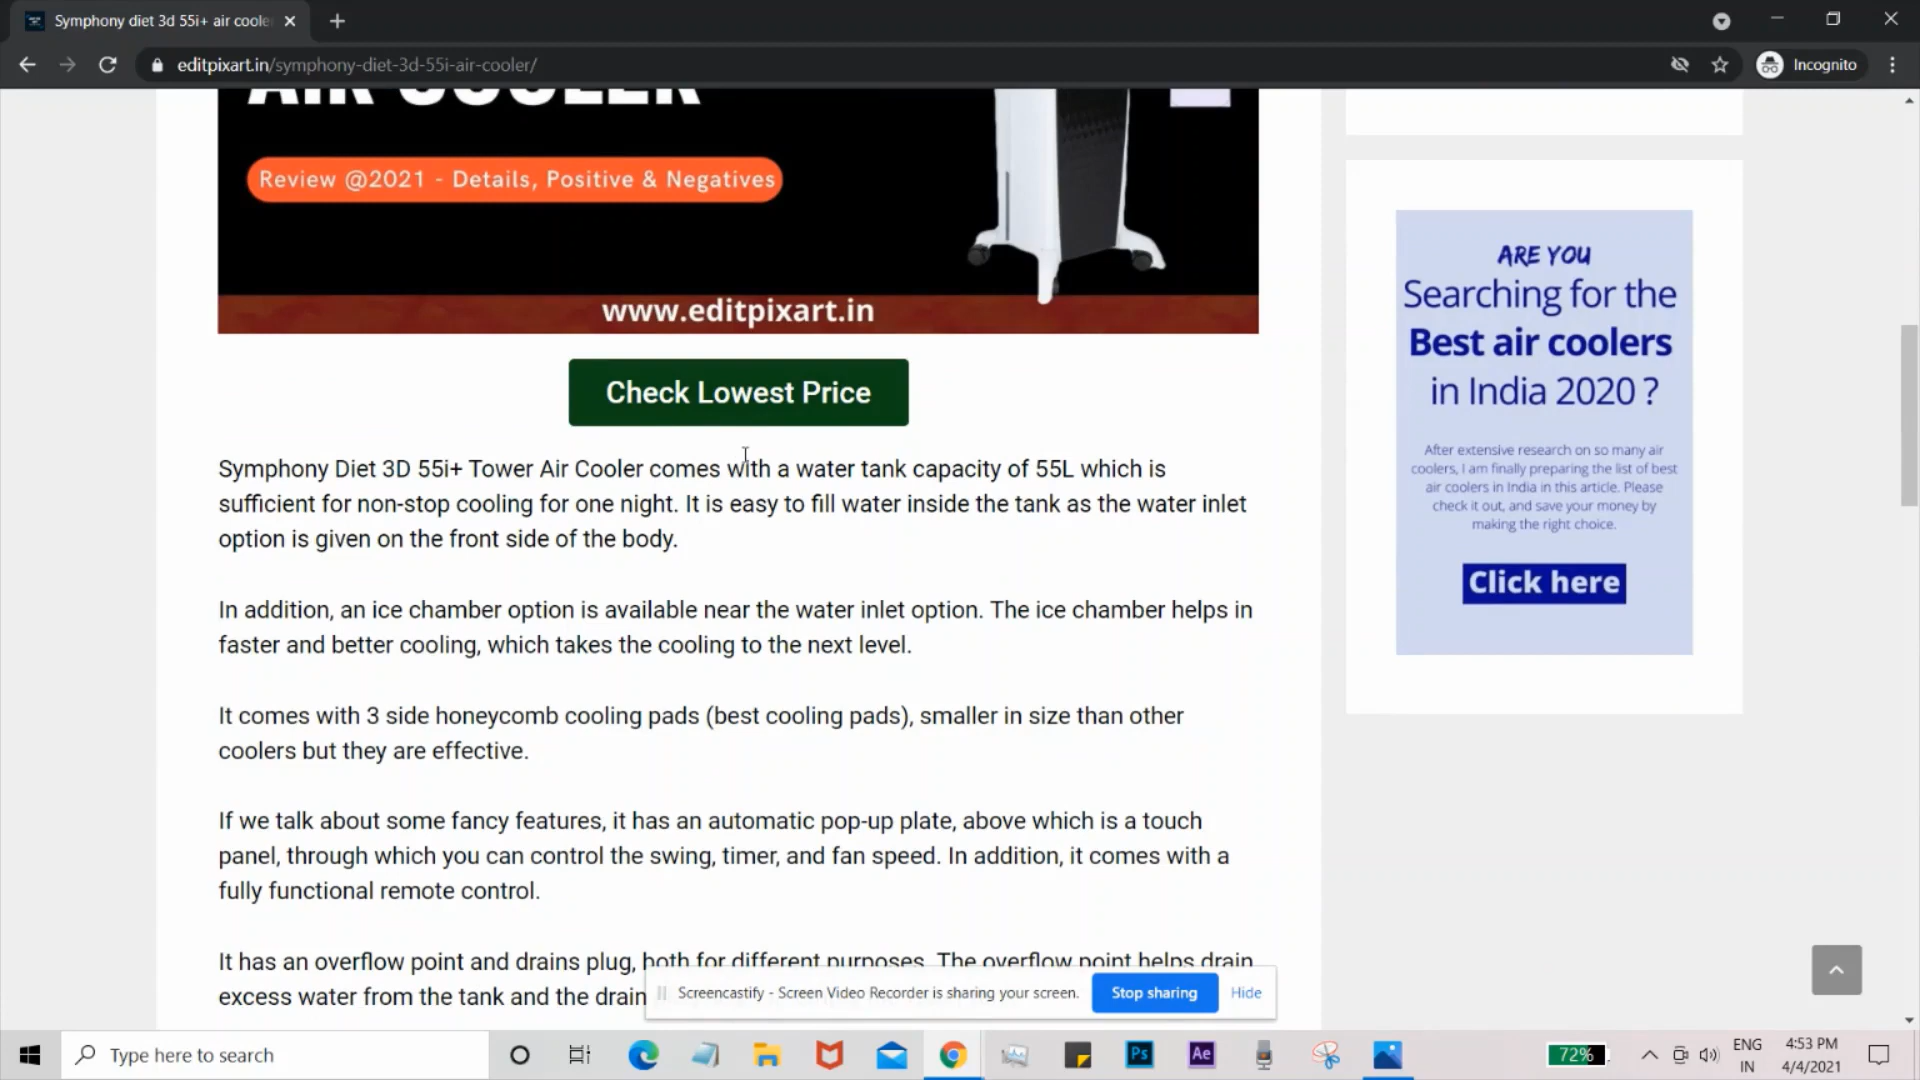 Symphony diet 3d 55i+ air coole
editpixart.in/symphony-diet-3d-55i-air-cooler/
Incognito
AIR COOLER
Review @2021 - Details, Positive & Negatives
www.editpixart.in
Check Lowest Price
Symphony Diet 3D 55i+ Tower Air Cooler comes with a water tank capacity of 55L which is
sufficient for non-stop cooling for one night. It is easy to fill water inside the tank as the water inlet
option is given on the front side of the body.
In addition, an ice chamber option is available near the water inlet option. The ice chamber helps in
faster and better cooling, which takes the cooling to the next level.
It comes with 3 side honeycomb cooling pads (best cooling pads), smaller in size than other
coolers but they are effective.
If we talk about some fancy features, it has an automatic pop-up plate, above which is a touch
panel, through which you can control the swing, timer, and fan speed. In addition, it comes with a
fully functional remote control.
It has an overflow point and drains plug, both for different purposes. The overflow point helps drain
excess water from the tank and the drain
ARE YOU
Searching for the
Best air coolers
in India 2020 ?
After extensive research on so many air
coolers, I am finally preparing the list of best
air coolers in India in this article. Please
check it out, and save your money by
making the right choice.
Click here
Screencastify - Screen Video Recorder is sharing your screen.
Stop sharing
Hide
Type here to search
Ps
Ae
72%
ENG
IN
4:53 PM
4/4/2021